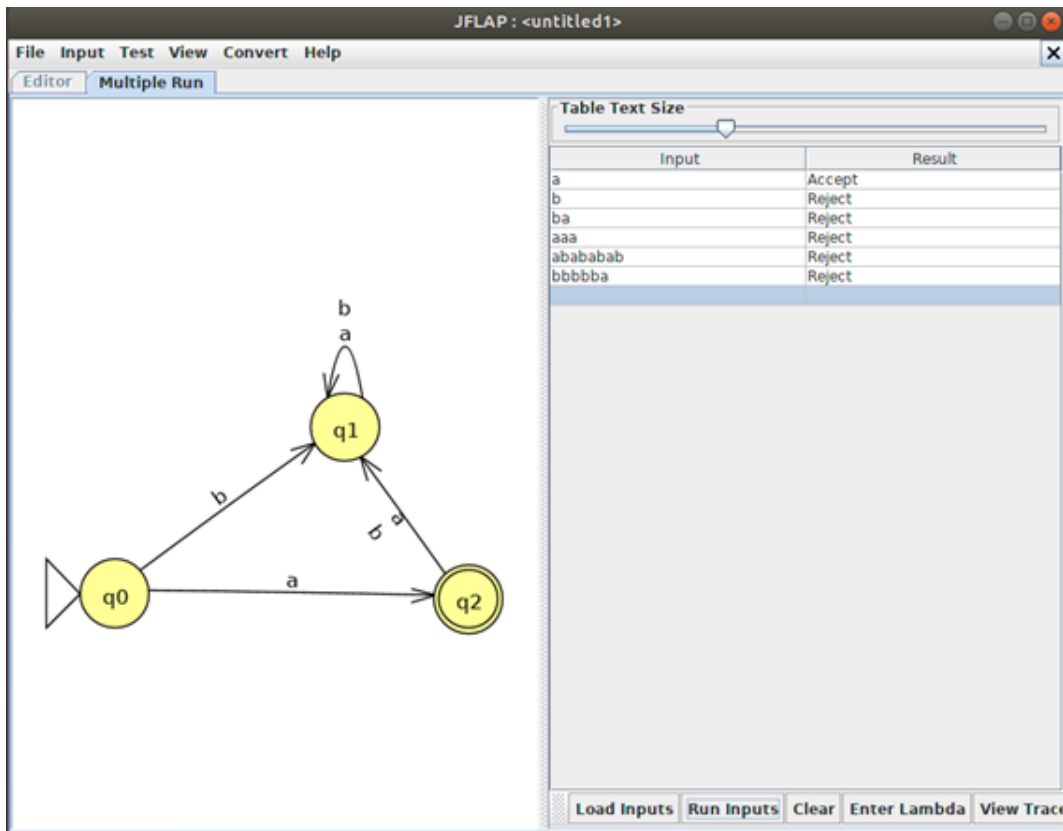 JFLAP : <untitled1>
File Input Test View Convert Help
Editor Multiple Run
Table Text Size
Input Result
a Accept
b Reject
ba Reject
aaa Reject
abababab Reject
bbbbba Reject
b
a
q1
b
a
b
a
q0
q2
Load Inputs Run Inputs Clear Enter Lambda View Trace